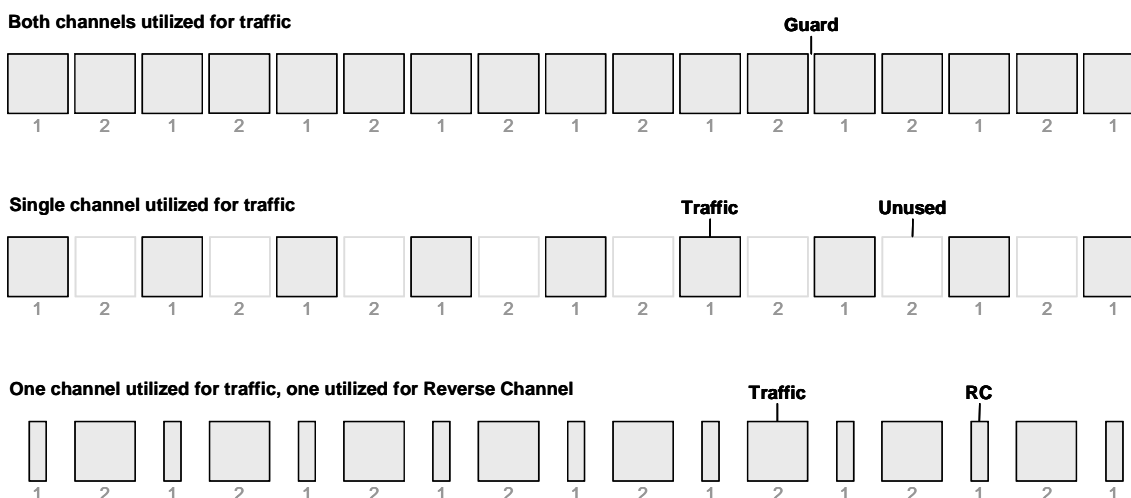 Both channels utilized for traffic
Guard
1 2 1 2 1 2 1 2 1 2 1 2 1 2 1 2 1
Single channel utilized for traffic
Traffic Unused
1 2 1 2 1 2 1 2 1 2 1 2 1 2 1 2 1
One channel utilized for traffic, one utilized for Reverse Channel
Traffic RC
1 2 1 2 1 2 1 2 1 2 1 2 1 2 1 2 1